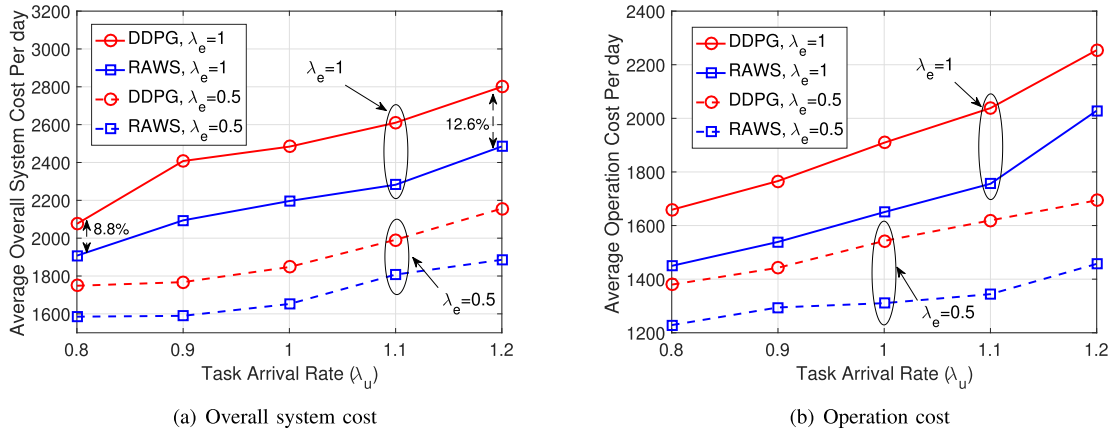 3200
3000
2800
2600
2400
2200
2000
1800
1600
Average Overall System Cost Per day
DDPG, λe=1
RAWS, λe=1
DDPG, λe=0.5
RAWS, λe=0.5
λe=1
12.6%
8.8%
λe=0.5
0.8 0.9 1 1.1 1.2
Task Arrival Rate (λu)
(a) Overall system cost
2400
2200
2000
1800
1600
1400
1200
Average Operation Cost Per day
DDPG, λe=1
RAWS, λe=1
DDPG, λe=0.5
RAWS, λe=0.5
λe=1
λe=0.5
0.8 0.9 1 1.1 1.2
Task Arrival Rate (λu)
(b) Operation cost